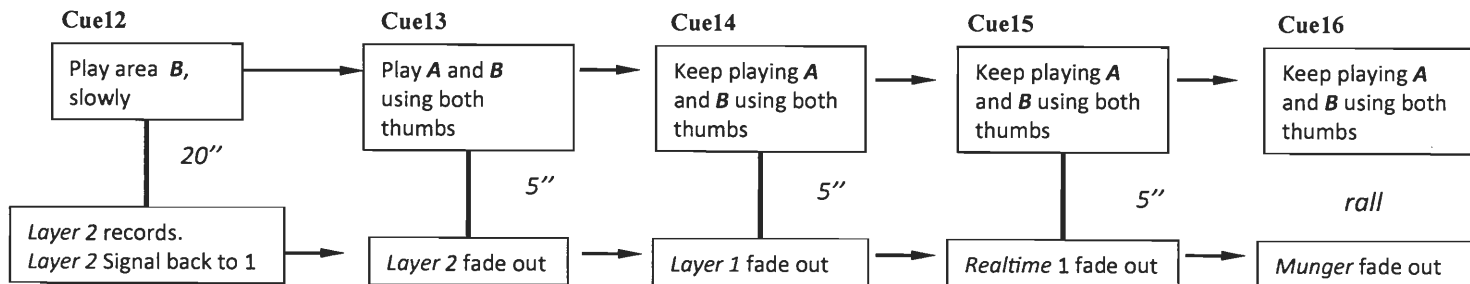 Cue12
Play area B,
slowly
20’’
Layer 2 records.
Layer 2 Signal back to 1
Cue13
Play A and B
using both
thumbs
5’’
Layer 2 fade out
Cue14
Keep playing A
and B using both
thumbs
5’’
Layer 1 fade out
Cue15
Keep playing A
and B using both
thumbs
5’’
Realtime 1 fade out
Cue16
Keep playing A
and B using both
thumbs
rall
Munger fade out